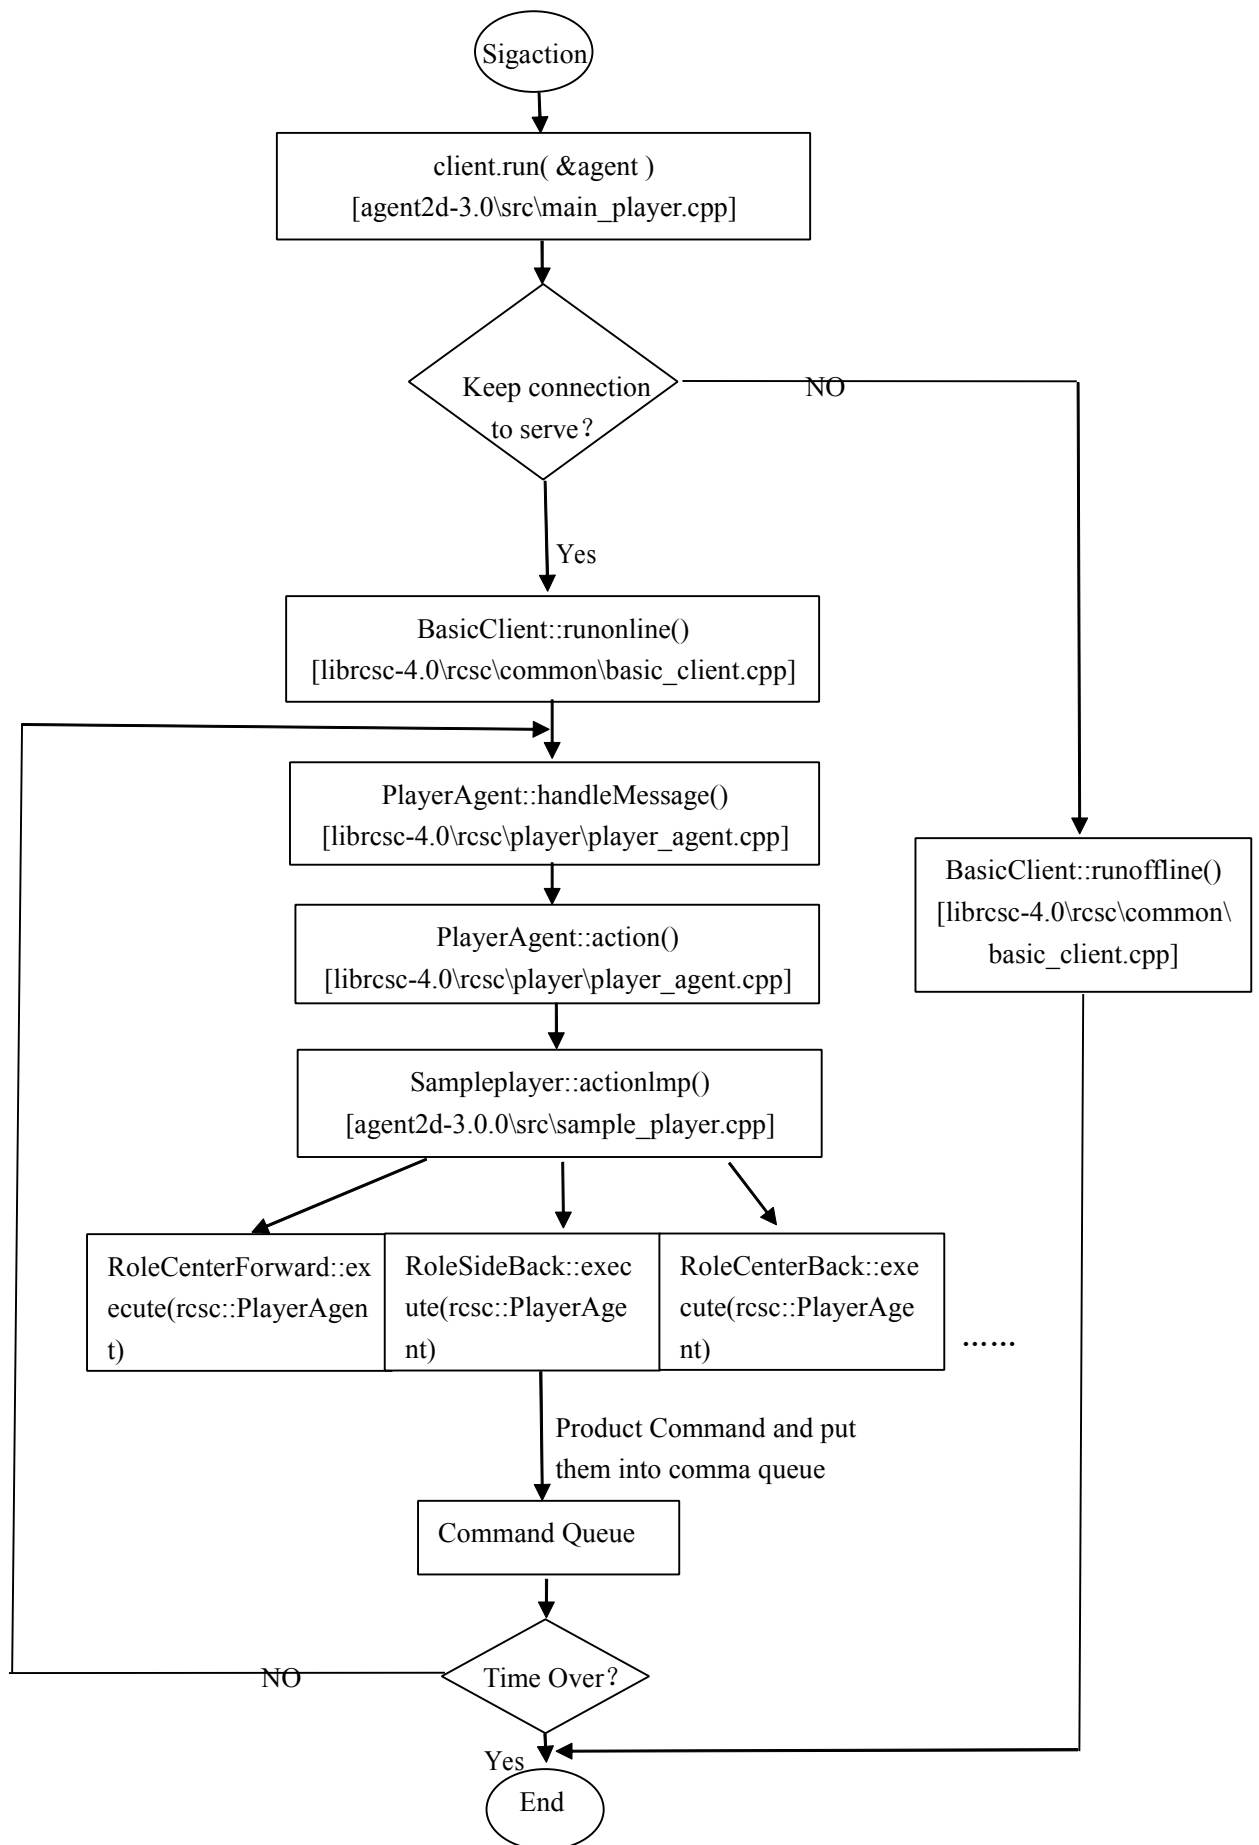 Sigaction
client.run( &agent )
[agent2d-3.0\src\main_player.cpp]
Keep connection
to serve？
NO
Yes
BasicClient::runonline()
[librcsc-4.0\rcsc\common\basic_client.cpp]
PlayerAgent::handleMessage()
[librcsc-4.0\rcsc\player\player_agent.cpp]
BasicClient::runoffline()
[librcsc-4.0\rcsc\common\
basic_client.cpp]
PlayerAgent::action()
[librcsc-4.0\rcsc\player\player_agent.cpp]
Sampleplayer::actionImp()
[agent2d-3.0.0\src\sample_player.cpp]
RoleCenterForward::ex
ecute(rcsc::PlayerAgen
t)
RoleSideBack::exec
ute(rcsc::PlayerAge
nt)
RoleCenterBack::exe
cute(rcsc::PlayerAge
nt)
……
Product Command and put
them into comma queue
Command Queue
Time Over？
NO
Yes
End